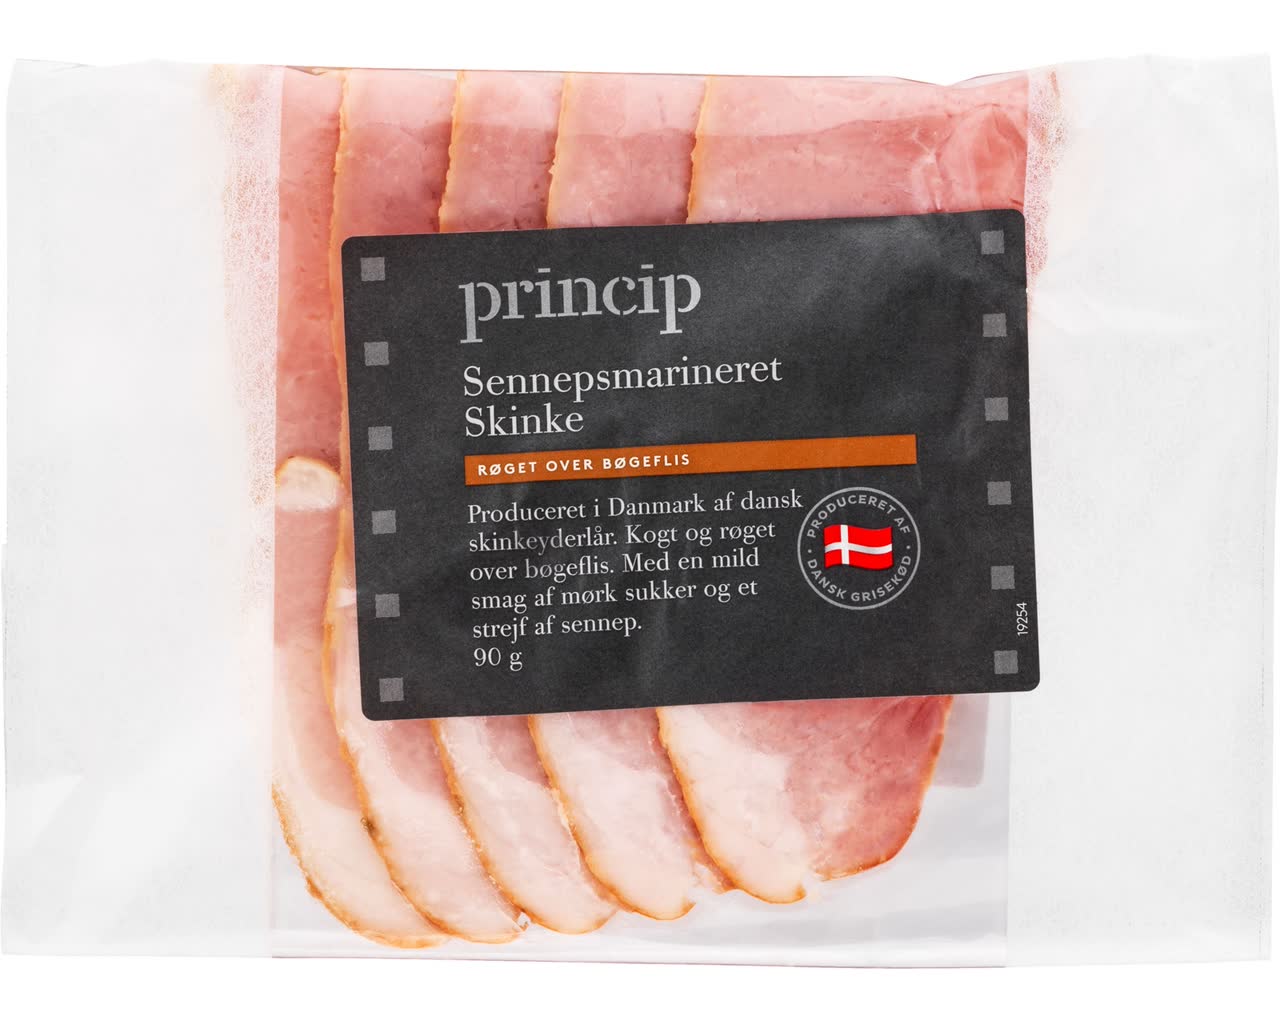 princip
Sennepsmarineret
Skinke
RØGET OVER BØGEFLIS
Produceret i Danmark af dansk
skinkeyderlår. Kogt og røget
over bøgeflis. Med en mild
smag af mørk sukker og et
strejf af sennep.
90 g
PRODUCERET AF
DANSK GRISEKØD
19254